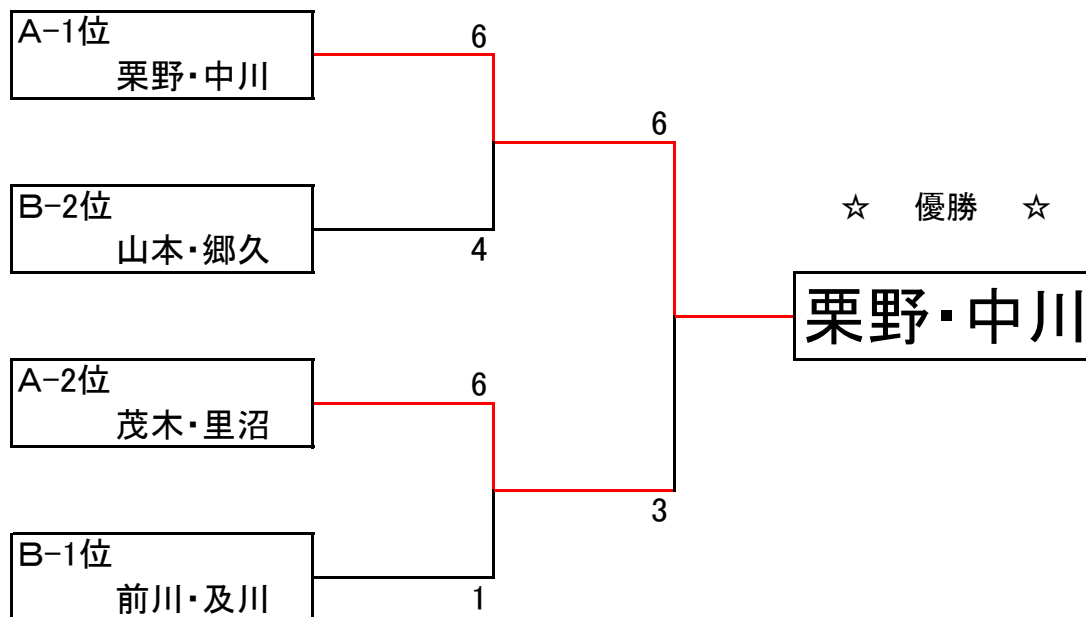 A-1位
栗野・中川
6
6
B-2位
山本・郷久
4
☆ 優勝 ☆
栗野・中川
A-2位
茂木・里沼
6
3
B-1位
前川・及川
1